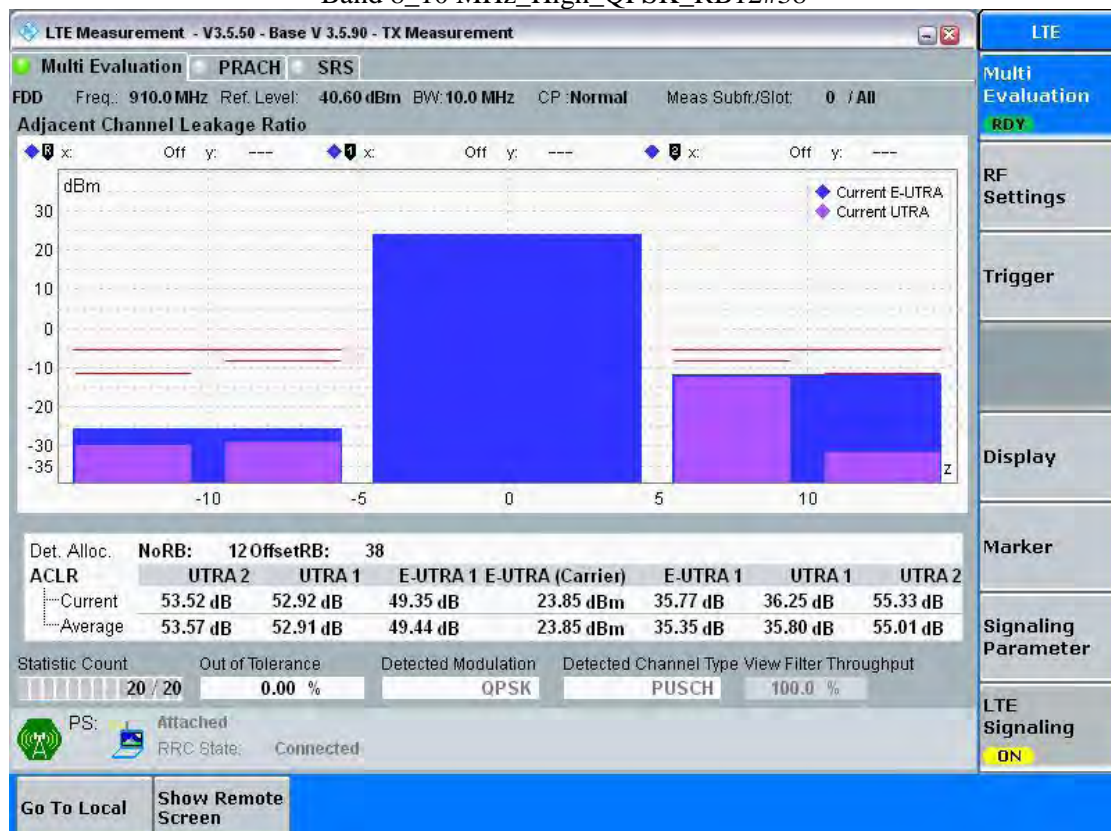 Band 8_10 MHz_High_QPSK_RB12#38
LTE Measurement - V3.5.50 - Base V 3.5.90 - TX Measurement
LTE
Multi Evaluation PRACH SRS
Multi
Evaluation
RDY
FDD Freq.: 910.0 MHz Ref. Level: 40.60 dBm BW: 10.0 MHz CP :Normal Meas Subfr./Slot: 0 / All
Adjacent Channel Leakage Ratio
R x: Off y: --- 1 x: Off y: --- 2 x: Off y: ---
dBm
Current E-UTRA
Current UTRA
30
20
10
0
-10
-20
-30
-35
z
-10 -5 0 5 10
RF
Settings
Trigger
Display
Marker
Signaling
Parameter
LTE
Signaling
ON
Det. Alloc. NoRB: 12 OffsetRB: 38
ACLR UTRA 2 UTRA 1 E-UTRA 1 E-UTRA (Carrier) E-UTRA 1 UTRA 1 UTRA 2
Current 53.52 dB 52.92 dB 49.35 dB 23.85 dBm 35.77 dB 36.25 dB 55.33 dB
Average 53.57 dB 52.91 dB 49.44 dB 23.85 dBm 35.35 dB 35.80 dB 55.01 dB
Statistic Count Out of Tolerance Detected Modulation Detected Channel Type View Filter Throughput
20 / 20 0.00 % QPSK PUSCH 100.0 %
PS: Attached
RRC State: Connected
Go To Local
Show Remote
Screen